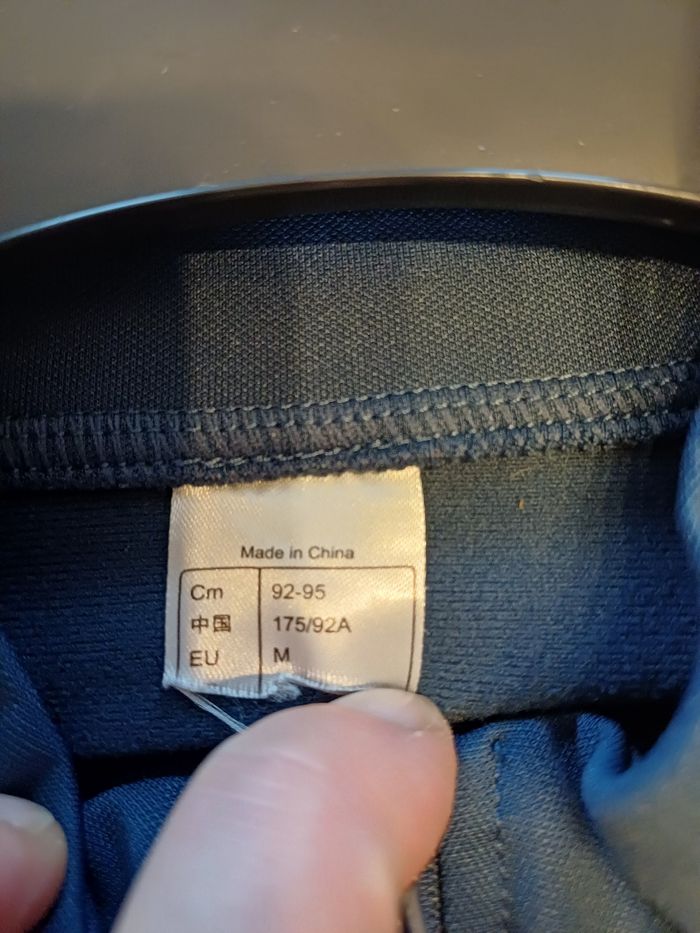 Made in China
Cm 92-95
中国 175/92A
EU M